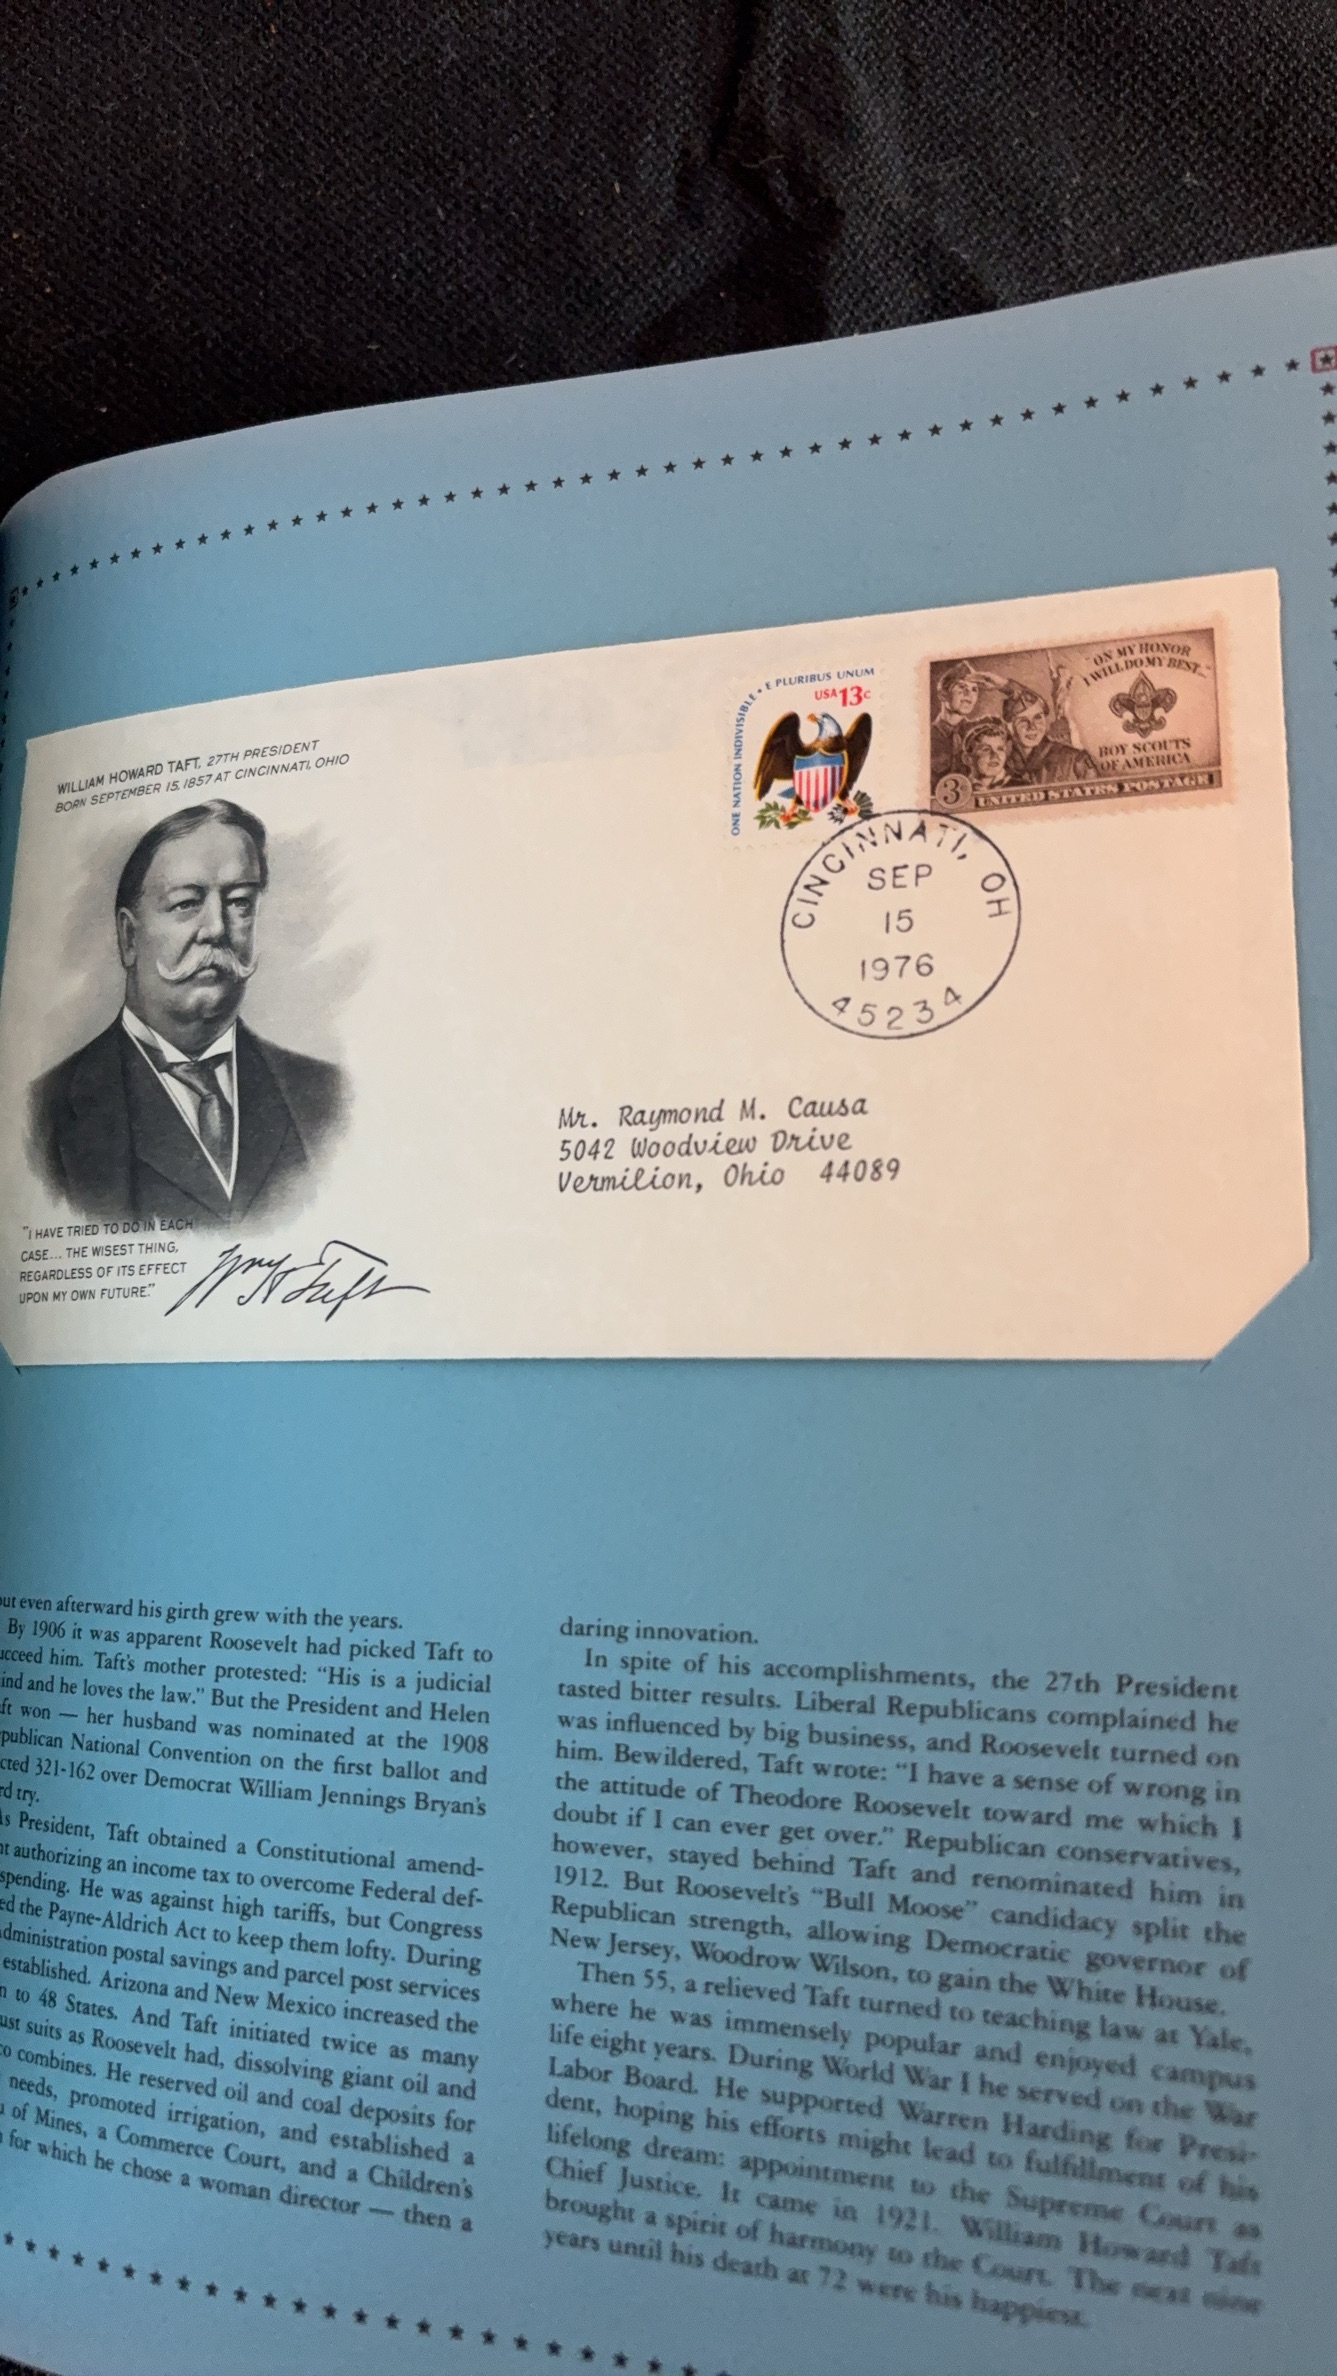 WILLIAM HOWARD TAFT, 27TH PRESIDENT
BORN SEPTEMBER 15, 1857 AT CINCINNATI, OHIO
"I HAVE TRIED TO DO IN EACH
CASE... THE WISEST THING,
REGARDLESS OF ITS EFFECT
UPON MY OWN FUTURE."
Wm H Taft
ONE NATION INDIVISIBLE • E PLURIBUS UNUM
USA 13c
"ON MY HONOR
I WILL DO MY BEST..."
BOY SCOUTS
OF AMERICA
3¢ UNITED STATES POSTAGE
CINCINNATI, OH
SEP
15
1976
45234
Mr. Raymond M. Causa
5042 Woodview Drive
Vermilion, Ohio 44089
even afterward his girth grew with the years.
By 1906 it was apparent Roosevelt had picked Taft to
him. Taft's mother protested: "His is a judicial
and he loves the law." But the President and Helen
won — her husband was nominated at the 1908
National Convention on the first ballot and
321-162 over Democrat William Jennings Bryan's
try.
President, Taft obtained a Constitutional amend-
authorizing an income tax to overcome Federal def-
spending. He was against high tariffs, but Congress
the Payne-Aldrich Act to keep them lofty. During
postal savings and parcel post services
established. Arizona and New Mexico increased the
to 48 States. And Taft initiated twice as many
suits as Roosevelt had, dissolving giant oil and
combines. He reserved oil and coal deposits for
needs, promoted irrigation, and established a
of Mines, a Commerce Court, and a Children's
for which he chose a woman director — then a
daring innovation.
In spite of his accomplishments, the 27th President
tasted bitter results. Liberal Republicans complained he
was influenced by big business, and Roosevelt turned on
him. Bewildered, Taft wrote: "I have a sense of wrong in
the attitude of Theodore Roosevelt toward me which I
doubt if I can ever get over." Republican conservatives,
however, stayed behind Taft and renominated him in
1912. But Roosevelt's "Bull Moose" candidacy split the
Republican strength, allowing Democratic governor of
New Jersey, Woodrow Wilson, to gain the White House.
Then 55, a relieved Taft turned to teaching law at Yale,
where he was immensely popular and enjoyed campus
life eight years. During World War I he served on the War
Labor Board. He supported Warren Harding for Presi-
dent, hoping his efforts might lead to fulfillment of his
lifelong dream: appointment to the Supreme Court as
Chief Justice. It came in 1921. William Howard Taft
brought a spirit of harmony to the Court. The next nine
years until his death at 72 were his happiest.